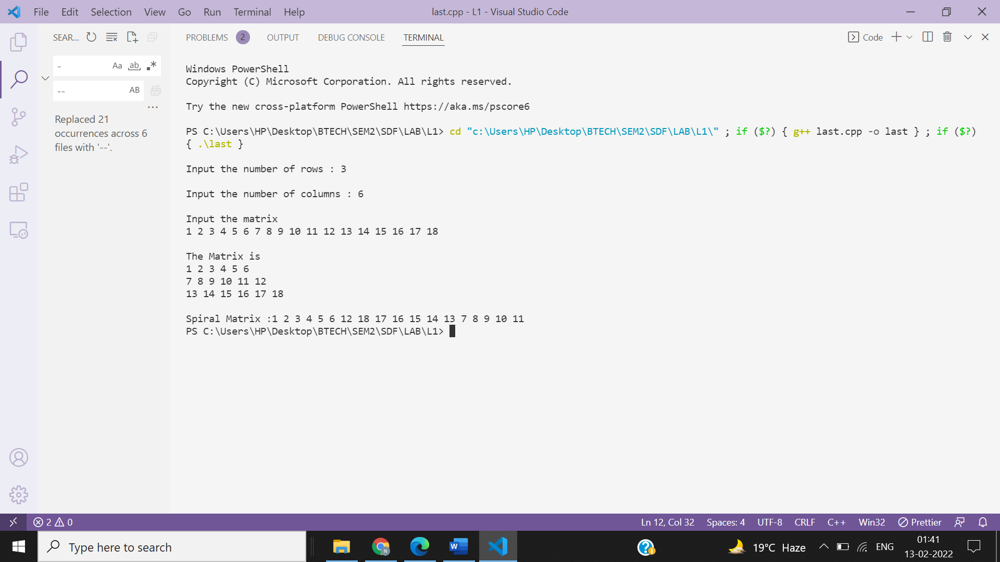 File Edit Selection View Go Run Terminal Help
last.cpp - L1 - Visual Studio Code
SEAR...
PROBLEMS 2 OUTPUT DEBUG CONSOLE TERMINAL
Code
- Aa ab
-- AB
Replaced 21
occurrences across 6
files with '--'.
Windows PowerShell
Copyright (C) Microsoft Corporation. All rights reserved.
Try the new cross-platform PowerShell https://aka.ms/pscore6
PS C:\Users\HP\Desktop\BTECH\SEM2\SDF\LAB\L1> cd "c:\Users\HP\Desktop\BTECH\SEM2\SDF\LAB\L1\" ; if ($?) { g++ last.cpp -o last } ; if ($?)
{ .\last }
Input the number of rows : 3
Input the number of columns : 6
Input the matrix
1 2 3 4 5 6 7 8 9 10 11 12 13 14 15 16 17 18
The Matrix is
1 2 3 4 5 6
7 8 9 10 11 12
13 14 15 16 17 18
Spiral Matrix :1 2 3 4 5 6 12 18 17 16 15 14 13 7 8 9 10 11
PS C:\Users\HP\Desktop\BTECH\SEM2\SDF\LAB\L1>
2 0
Ln 12, Col 32 Spaces: 4 UTF-8 CRLF C++ Win32 Prettier
Type here to search
N
W
19°C Haze
ENG
01:41
13-02-2022